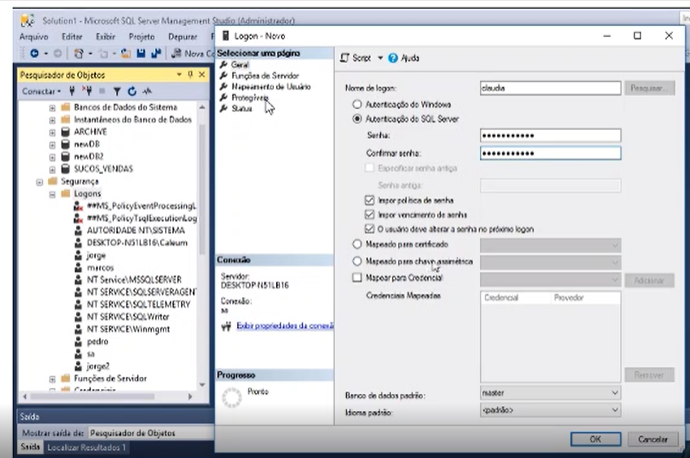 Solution1 - Microsoft SQL Server Management Studio (Administrador)
Arquivo Editar Exibir Projeto Depurar
Nova Co
Pesquisador de Objetos
Conectar
Bancos de Dados do Sistema
Instantâneos do Banco de Dados
ARCHIVE
newDB
newDB2
SUCOS_VENDAS
Segurança
Logons
##MS_PolicyEventProcessingL
##MS_PolicyTsqlExecutionLog
AUTORIDADE NT\SISTEMA
DESKTOP-N51LB16\Caleum
jorge
marcos
NT Service\MSSQLSERVER
NT SERVICE\SQLSERVERAGENT
NT SERVICE\SQLTELEMETRY
NT SERVICE\SQLWriter
NT SERVICE\Winmgmt
pedro
sa
jorge2
Funções de Servidor
Credenciais
Saída
Mostrar saída de: Pesquisador de Objetos
Saída Localizar Resultados 1
Logon - Novo
Selecionar uma página
Geral
Funções de Servidor
Mapeamento de Usuário
Protegíveis
Status
Conexão
Servidor:
DESKTOP-N51LB16
Conexão:
sa
Exibir propriedades da conexã
Progresso
Pronto
Script Ajuda
Nome de logon: claudia Pesquisar...
Autenticação do Windows
Autenticação do SQL Server
Senha: ●●●●●●●●●●●
Confirmar senha: ●●●●●●●●●●●
Especificar senha antiga
Senha antiga:
Impor política de senha
Impor vencimento de senha
O usuário deve alterar a senha no próximo logon
Mapeado para certificado
Mapeado para chave assimétrica
Mapear para Credencial Adicionar
Credenciais Mapeadas Credencial Provedor
Remover
Banco de dados padrão: master
Idioma padrão: <padrão>
OK Cancelar